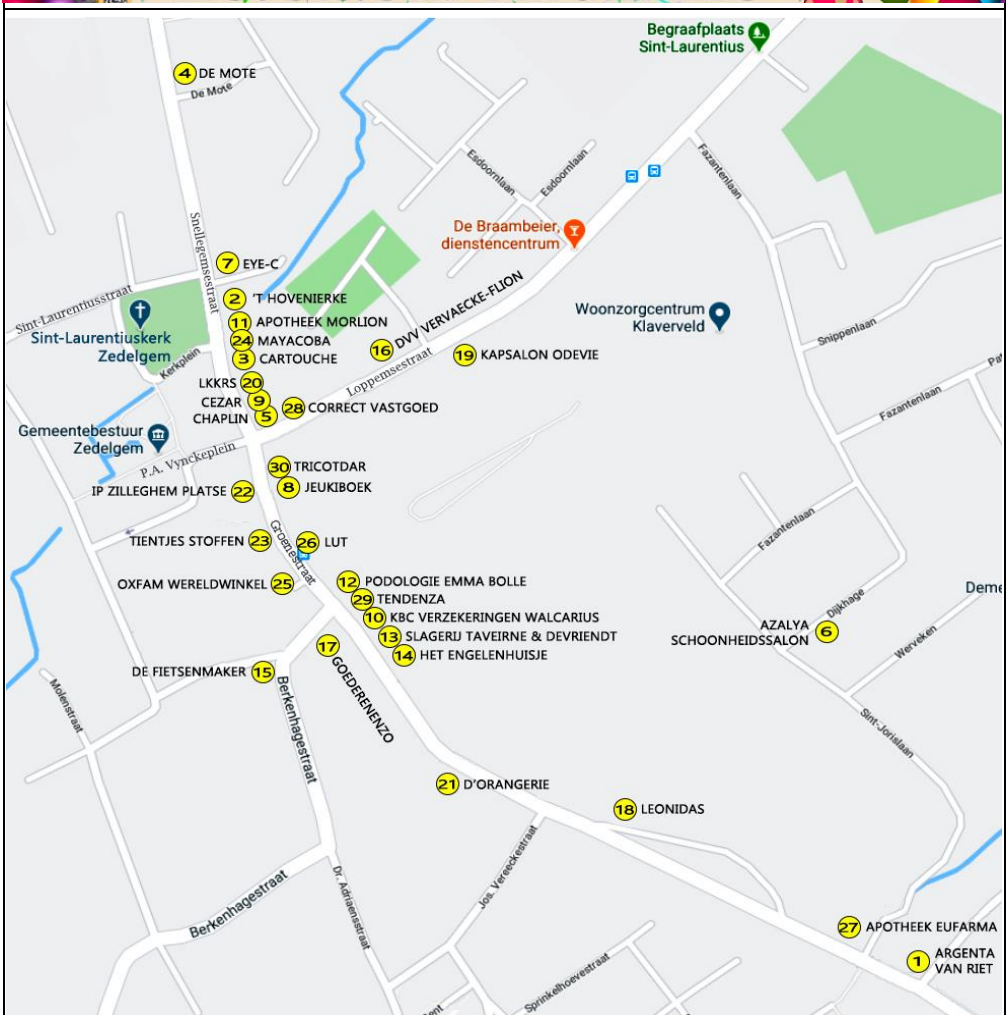 Begraafplaats
Sint-Laurentius
4 DE MOTE
De Mote
Esdoornlaan
Esdoornlaan
Fazantenlaan
Snellegemsestraat
De Braambeier,
dienstencentrum
7 EYE-C
Sint-Laurentiusstraat
2 'T HOVENIERKE
Sint-Laurentiuskerk
Zedelgem
11 APOTHEEK MORLION
24 MAYACOBA
3 CARTOUCHE
Kerkplein
16 DVV VERVAECKE-FLION
Loppemsestraat
19 KAPSALON ODEVIE
Woonzorgcentrum
Klaverveld
Snippenlaan
Fazantenlaan
LKKRS 20
CEZAR 9
CHAPLIN 5
28 CORRECT VASTGOED
Gemeentebestuur
Zedelgem
P.A. Vynckeplein
30 TRICOTDAR
8 JEUKIBOEK
IP ZILLEGHEM PLATSE 22
Fazantenlaan
TIENTJES STOFFEN 23
Groenestraat
26 LUT
OXFAM WERELDWINKEL 25
12 PODOLOGIE EMMA BOLLE
29 TENDENZA
10 KBC VERZEKERINGEN WALCARIUS
13 SLAGERIJ TAVEIRNE & DEVRIENDT
14 HET ENGELENHUISJE
Deme
Dijkhage
AZALYA
SCHOONHEIDSSALON 6
Werveken
17 GOEDERENENZO
DE FIETSENMAKER 15
Molenstraat
Berkenhagestraat
Sint-Jorislaan
21 D'ORANGERIE
18 LEONIDAS
Jos. Vereeckestraat
Dr. Adriaensstraat
Berkenhagestraat
27 APOTHEEK EUFARMA
1 ARGENTA
VAN RIET
Sprinkelhoevestraat